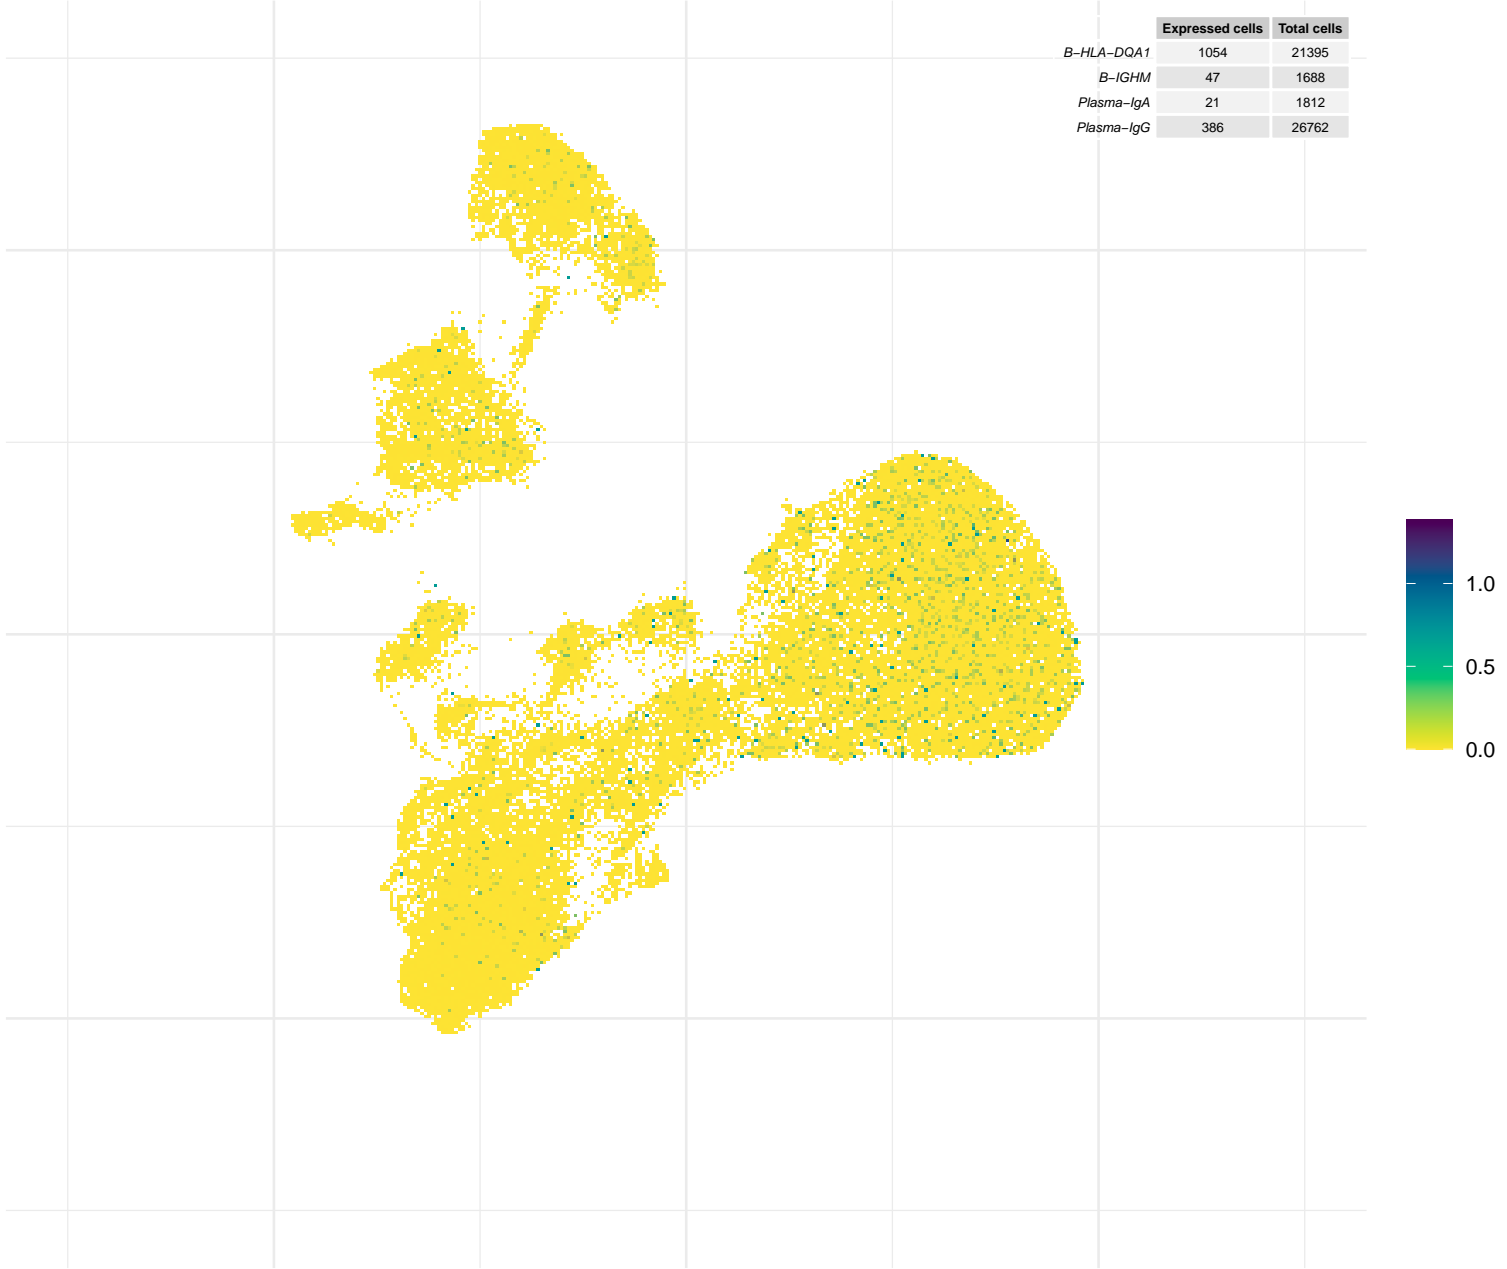 Expressed cells Total cells
B−HLA−DQA1 1054 21395
B−IGHM 47 1688
Plasma−IgA 21 1812
Plasma−IgG 386 26762
1.0
0.5
0.0